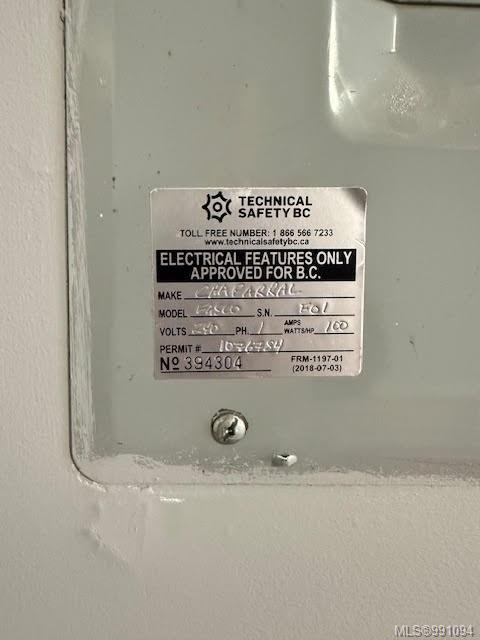 TECHNICAL
SAFETY BC
TOLL FREE NUMBER: 1 866 566 7233
www.technicalsafetybc.ca
ELECTRICAL FEATURES ONLY
APPROVED FOR B.C.
MAKE CHAPARRAL
MODEL S.N. E01
VOLTS 240 PH. 1 AMPS WATTS/HP 100
PERMIT #
Nº 394304 FRM-1197-01
(2018-07-03)
MLS®991094